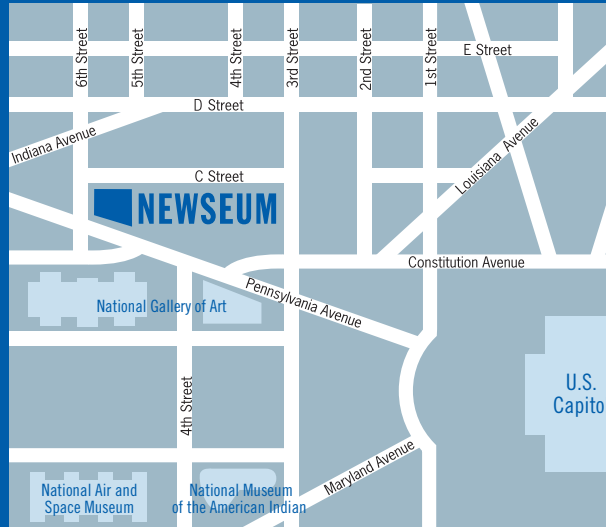 6th Street
5th Street
4th Street
3rd Street
2nd Street
1st Street
E Street
D Street
Indiana Avenue
Louisiana Avenue
C Street
NEWSEUM
Constitution Avenue
Pennsylvania Avenue
National Gallery of Art
U.S.
Capito
4th Street
Maryland Avenue
National Air and
Space Museum
National Museum
of the American Indian